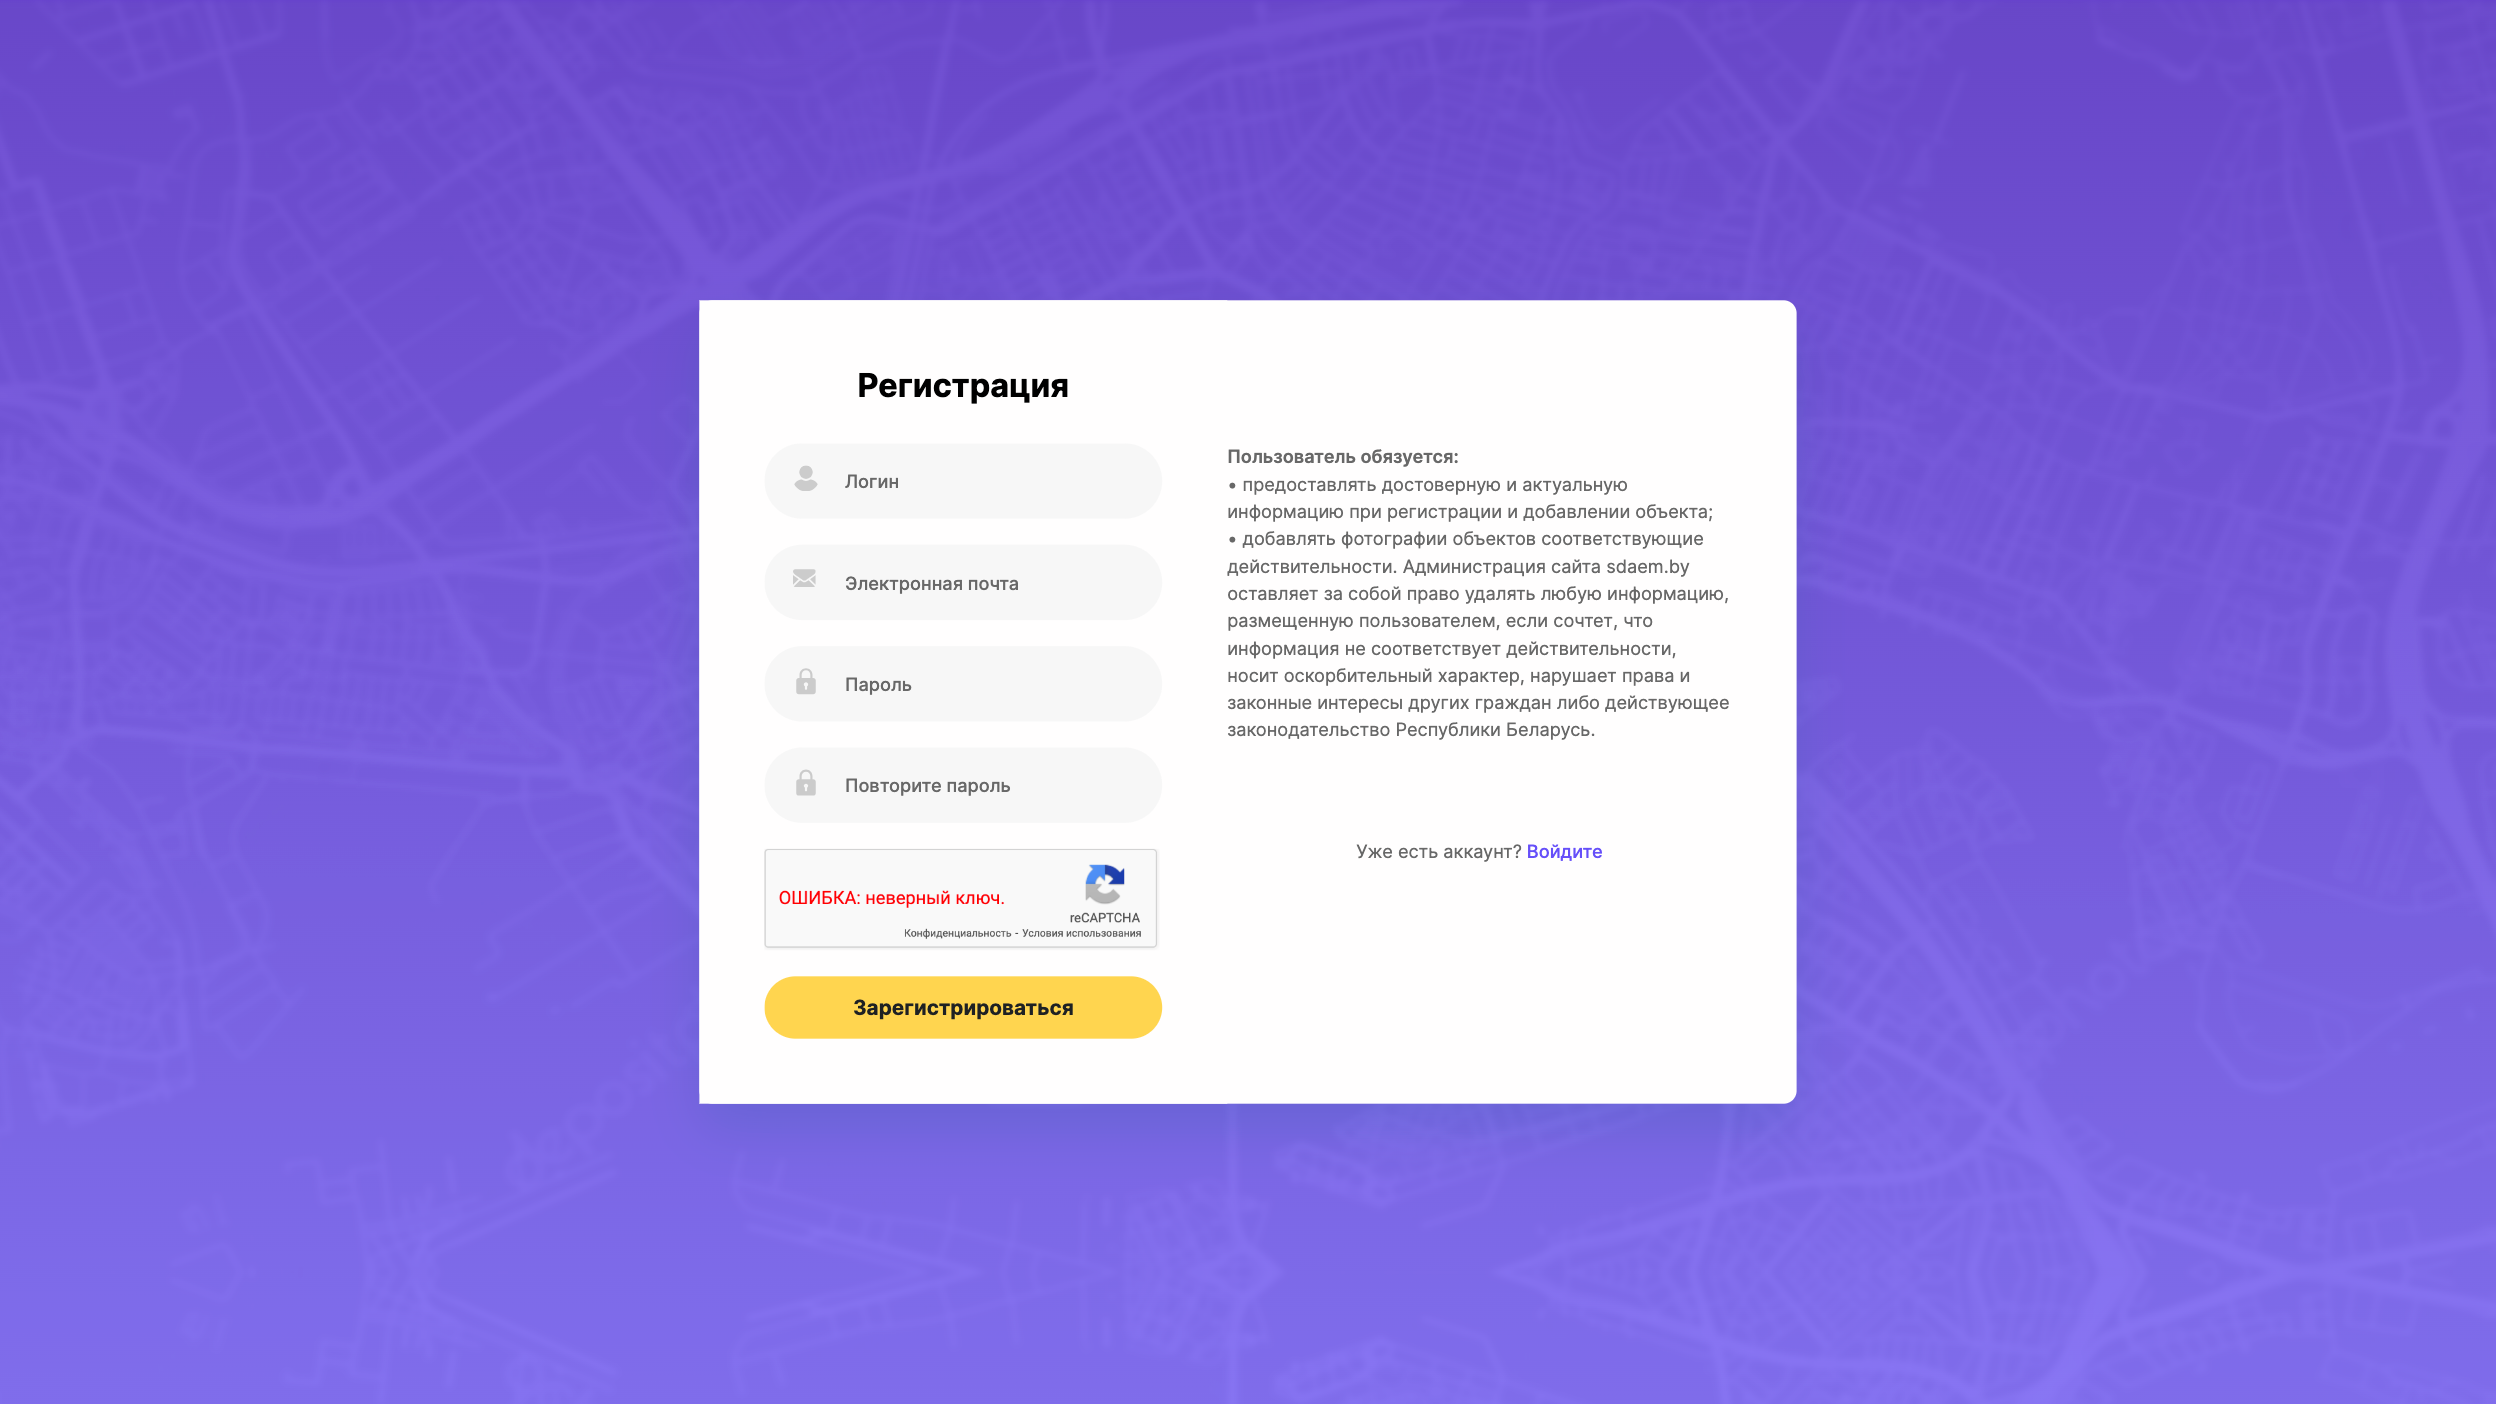 Регистрация
Логин
Электронная почта
Пароль
Повторите пароль
ОШИБКА: неверный ключ.
reCAPTCHA
Конфиденциальность - Условия использования
Зарегистрироваться
Пользователь обязуется:
• предоставлять достоверную и актуальную
информацию при регистрации и добавлении объекта;
• добавлять фотографии объектов соответствующие
действительности. Администрация сайта sdaem.by
оставляет за собой право удалять любую информацию,
размещенную пользователем, если сочтет, что
информация не соответствует действительности,
носит оскорбительный характер, нарушает права и
законные интересы других граждан либо действующее
законодательство Республики Беларусь.
Уже есть аккаунт? Войдите